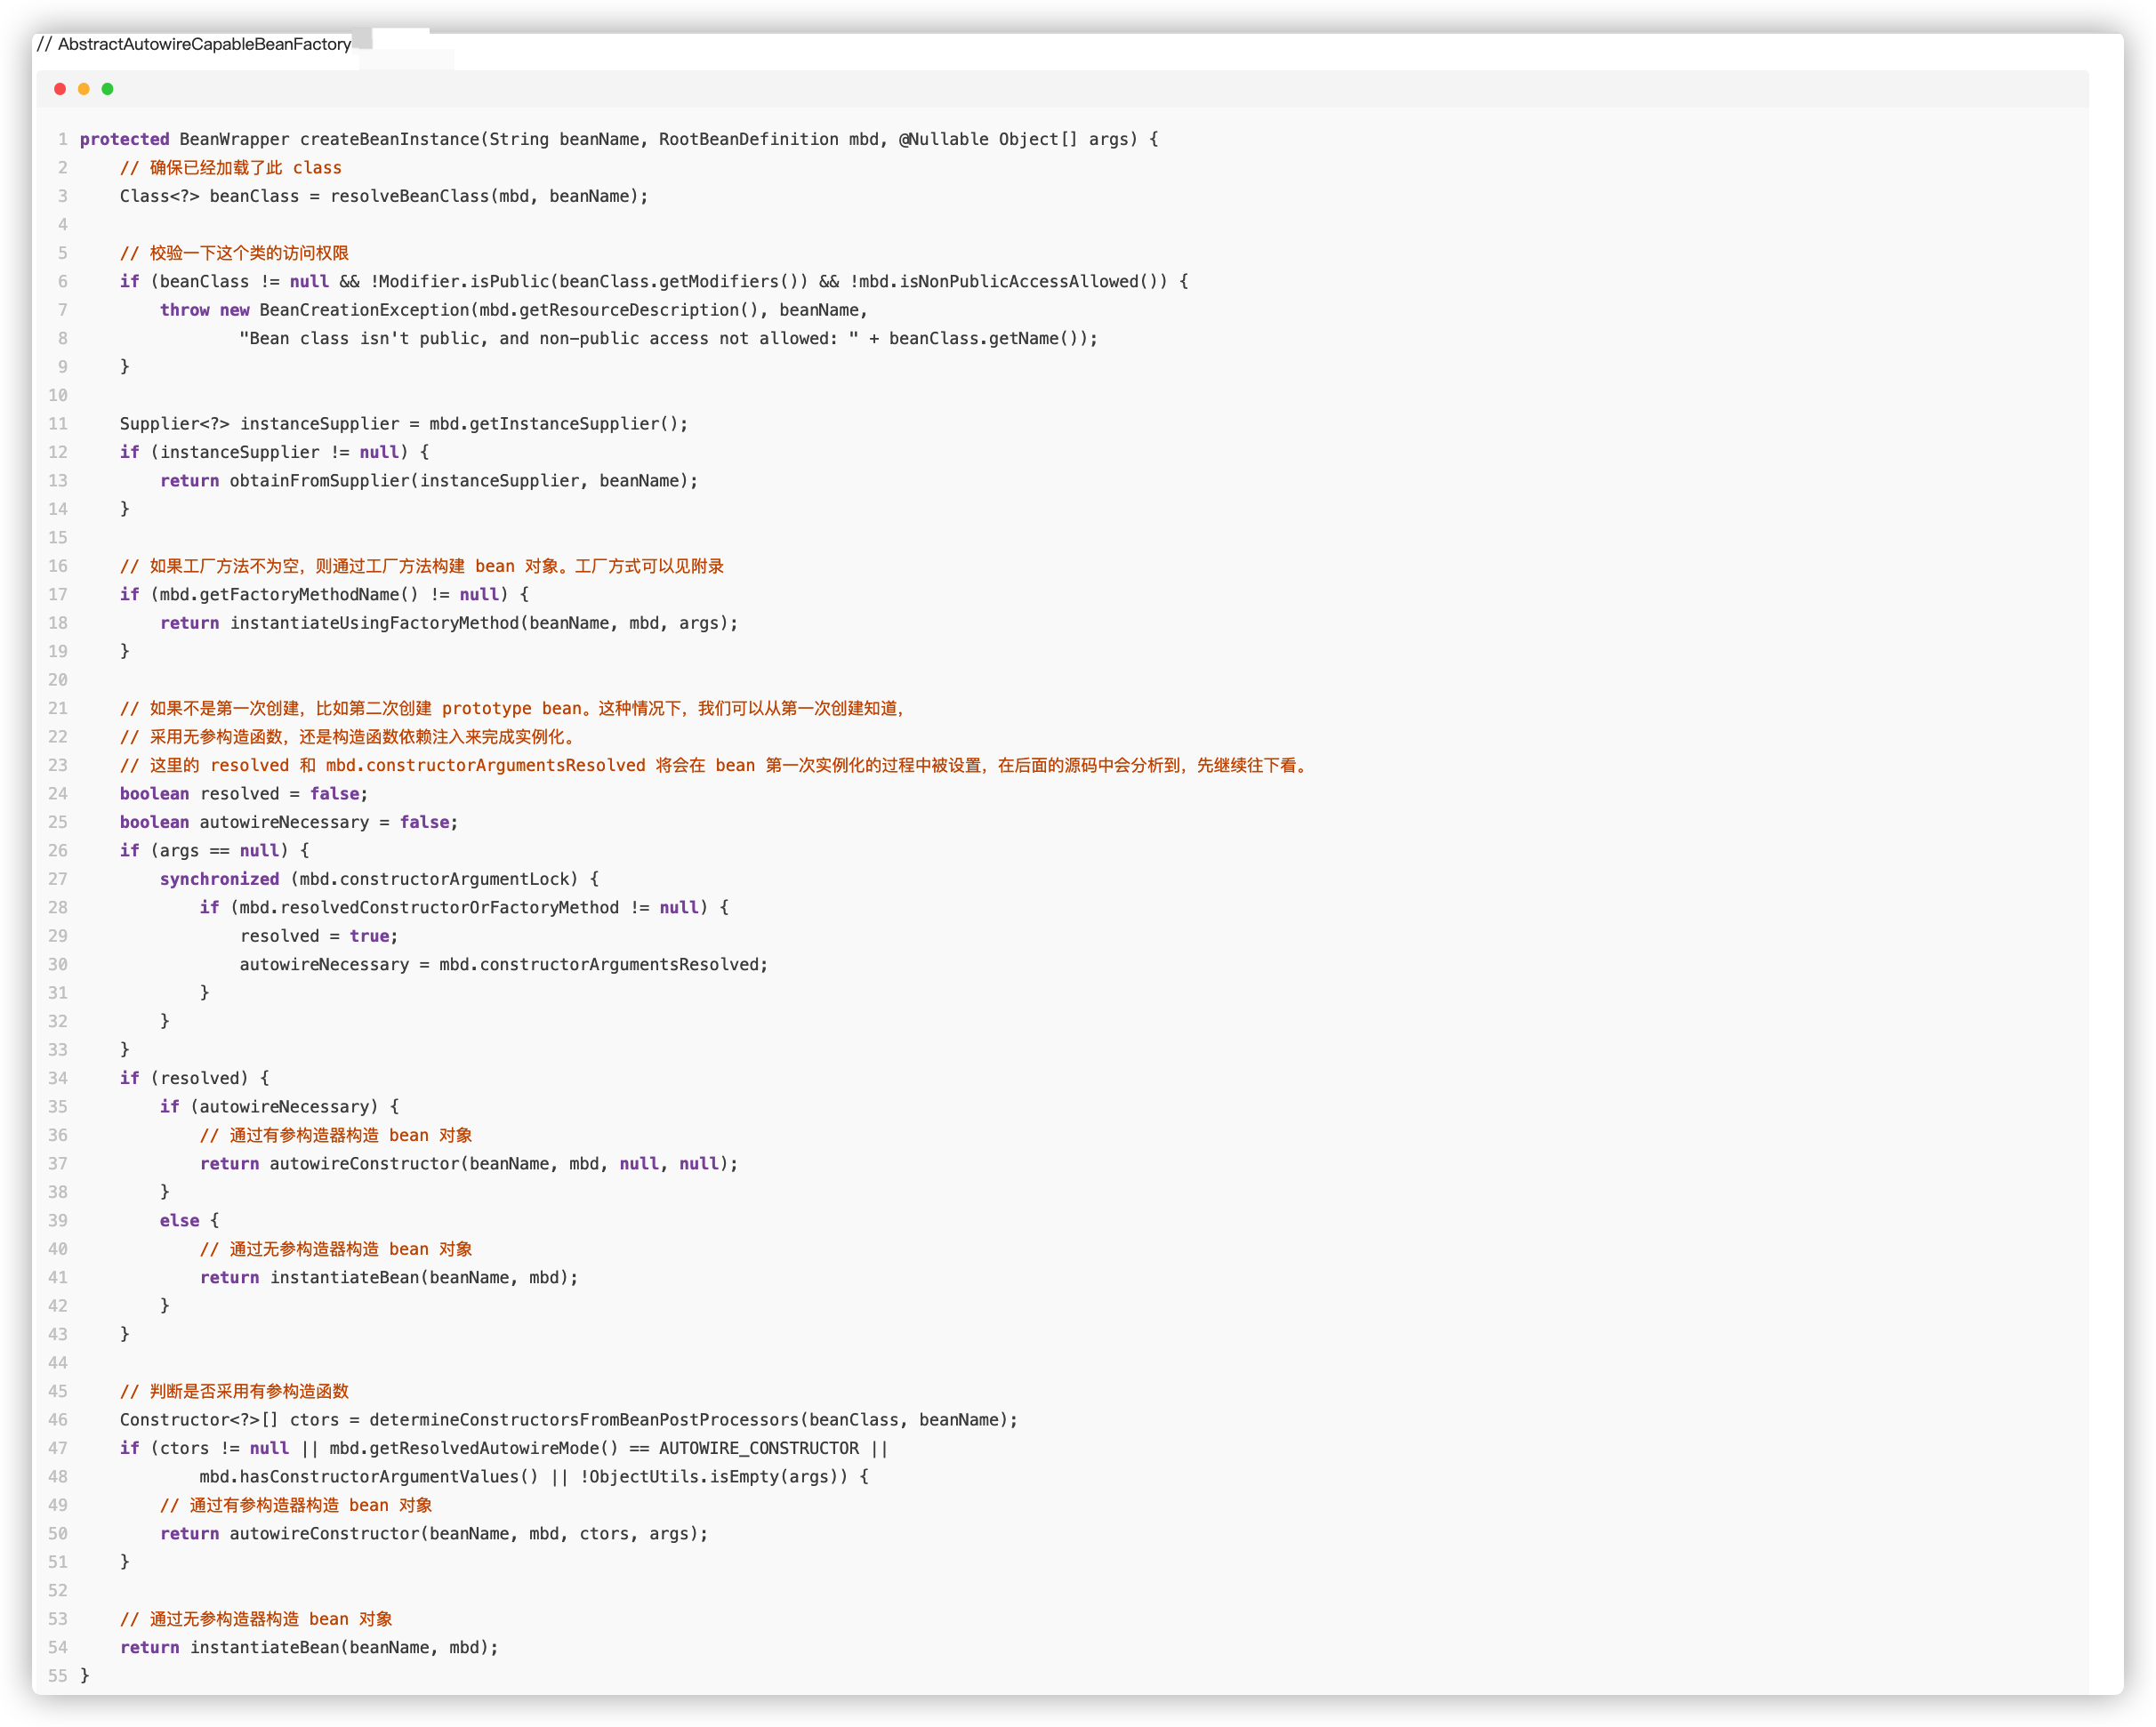 // AbstractAutowireCapableBeanFactory
1 protected BeanWrapper createBeanInstance(String beanName, RootBeanDefinition mbd, @Nullable Object[] args) {
2     // 确保已经加载了此 class
3     Class<?> beanClass = resolveBeanClass(mbd, beanName);
4
5     // 校验一下这个类的访问权限
6     if (beanClass != null && !Modifier.isPublic(beanClass.getModifiers()) && !mbd.isNonPublicAccessAllowed()) {
7         throw new BeanCreationException(mbd.getResourceDescription(), beanName,
8                 "Bean class isn't public, and non-public access not allowed: " + beanClass.getName());
9     }
10
11     Supplier<?> instanceSupplier = mbd.getInstanceSupplier();
12     if (instanceSupplier != null) {
13         return obtainFromSupplier(instanceSupplier, beanName);
14     }
15
16     // 如果工厂方法不为空，则通过工厂方法构建 bean 对象。工厂方式可以见附录
17     if (mbd.getFactoryMethodName() != null) {
18         return instantiateUsingFactoryMethod(beanName, mbd, args);
19     }
20
21     // 如果不是第一次创建，比如第二次创建 prototype bean。这种情况下，我们可以从第一次创建知道，
22     // 采用无参构造函数，还是构造函数依赖注入来完成实例化。
23     // 这里的 resolved 和 mbd.constructorArgumentsResolved 将会在 bean 第一次实例化的过程中被设置，在后面的源码中会分析到，先继续往下看。
24     boolean resolved = false;
25     boolean autowireNecessary = false;
26     if (args == null) {
27         synchronized (mbd.constructorArgumentLock) {
28             if (mbd.resolvedConstructorOrFactoryMethod != null) {
29                 resolved = true;
30                 autowireNecessary = mbd.constructorArgumentsResolved;
31             }
32         }
33     }
34     if (resolved) {
35         if (autowireNecessary) {
36             // 通过有参构造器构造 bean 对象
37             return autowireConstructor(beanName, mbd, null, null);
38         }
39         else {
40             // 通过无参构造器构造 bean 对象
41             return instantiateBean(beanName, mbd);
42         }
43     }
44
45     // 判断是否采用有参构造函数
46     Constructor<?>[] ctors = determineConstructorsFromBeanPostProcessors(beanClass, beanName);
47     if (ctors != null || mbd.getResolvedAutowireMode() == AUTOWIRE_CONSTRUCTOR ||
48             mbd.hasConstructorArgumentValues() || !ObjectUtils.isEmpty(args)) {
49         // 通过有参构造器构造 bean 对象
50         return autowireConstructor(beanName, mbd, ctors, args);
51     }
52
53     // 通过无参构造器构造 bean 对象
54     return instantiateBean(beanName, mbd);
55 }